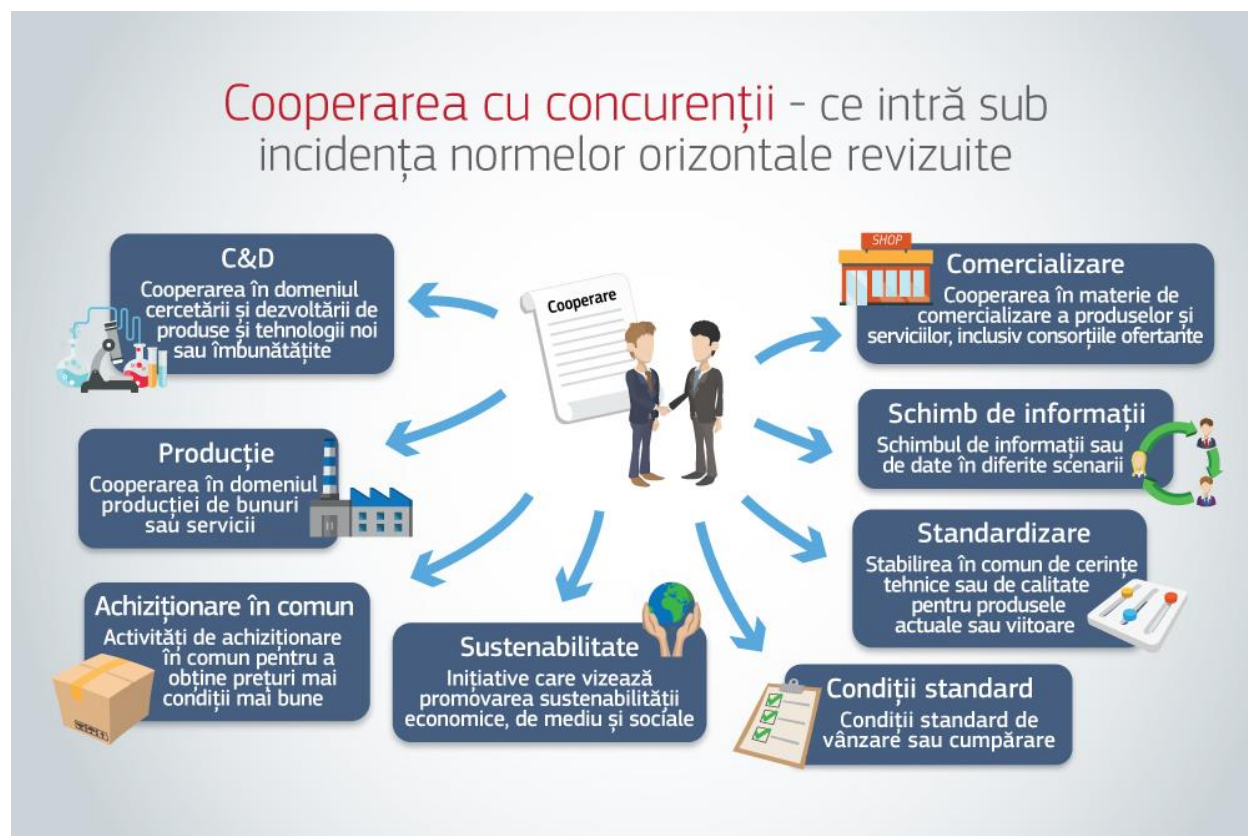 Cooperarea cu concurenții - ce intră sub
incidența normelor orizontale revizuite
C&D
Cooperarea în domeniul
cercetării și dezvoltării de
produse și tehnologii noi
sau îmbunătățite
Producție
Cooperarea în domeniul
producției de bunuri
sau servicii
Achiziționare în comun
Activități de achiziționare
în comun pentru a
obține prețuri mai
condiții mai bune
Cooperare
Sustenabilitate
Inițiative care vizează
promovarea sustenabilității
economice, de mediu și sociale
SHOP
Comercializare
Cooperarea în materie de
comercializare a produselor și
serviciilor, inclusiv consorțiile ofertante
Schimb de informații
Schimbul de informații sau
de date în diferite scenarii
Standardizare
Stabilirea în comun de cerințe
tehnice sau de calitate
pentru produsele
actuale sau viitoare
Condiții standard
Condiții standard de
vânzare sau cumpărare